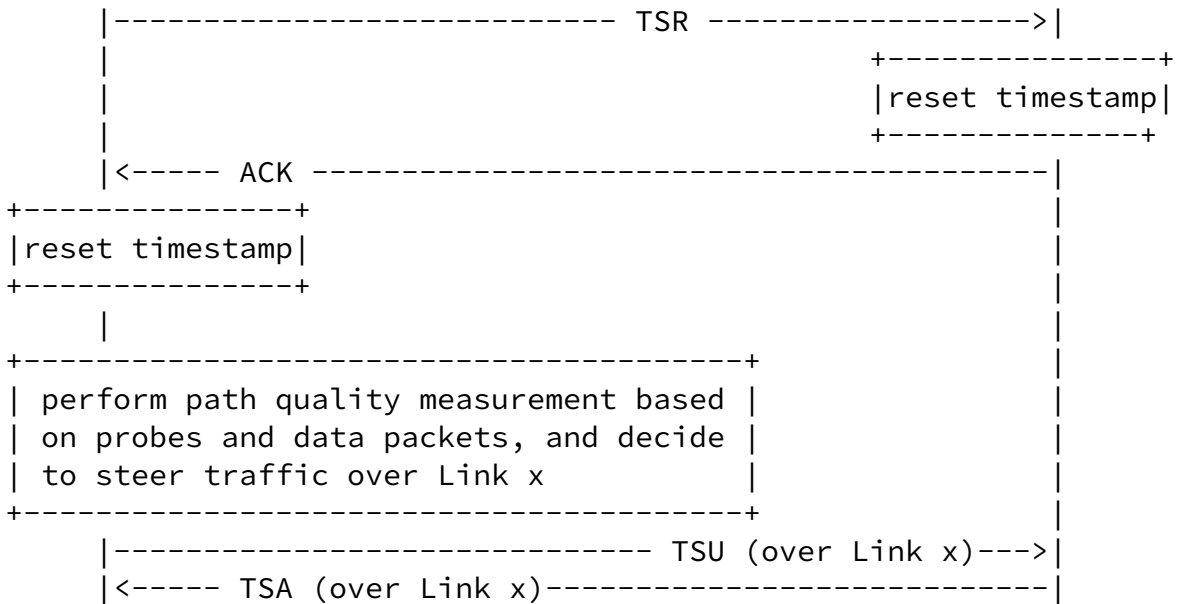 TSR
reset timestamp
ACK
reset timestamp
perform path quality measurement based
on probes and data packets, and decide
to steer traffic over Link x
TSU (over Link x)
TSA (over Link x)